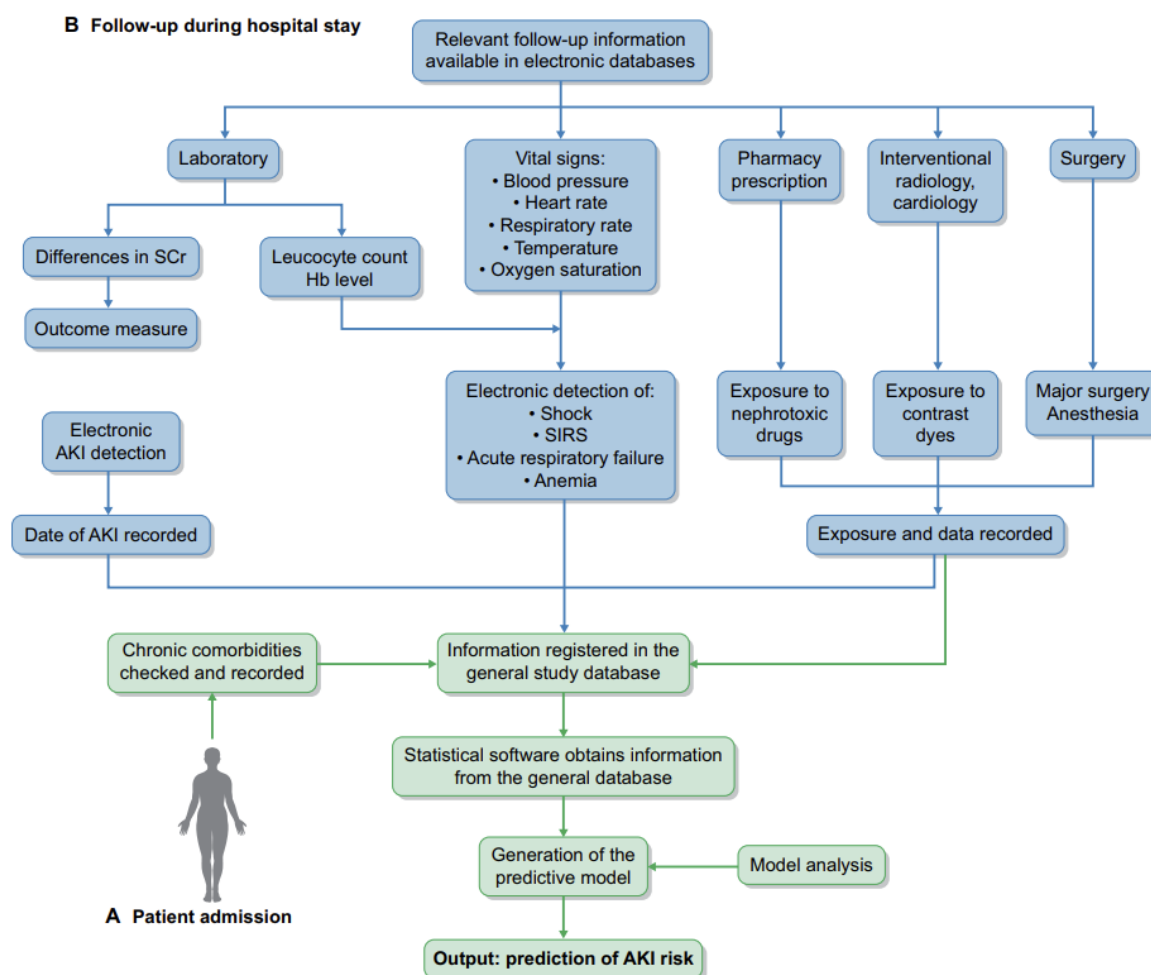 B Follow-up during hospital stay
Relevant follow-up information
available in electronic databases
Laboratory
Vital signs:
• Blood pressure
• Heart rate
• Respiratory rate
• Temperature
• Oxygen saturation
Pharmacy
prescription
Interventional
radiology,
cardiology
Surgery
Differences in SCr
Leucocyte count
Hb level
Outcome measure
Electronic detection of:
• Shock
• SIRS
• Acute respiratory failure
• Anemia
Exposure to
nephrotoxic
drugs
Exposure to
contrast
dyes
Major surgery
Anesthesia
Electronic
AKI detection
Date of AKI recorded
Exposure and data recorded
Chronic comorbidities
checked and recorded
Information registered in the
general study database
Statistical software obtains information
from the general database
Generation of the
predictive model
Model analysis
A Patient admission
Output: prediction of AKI risk